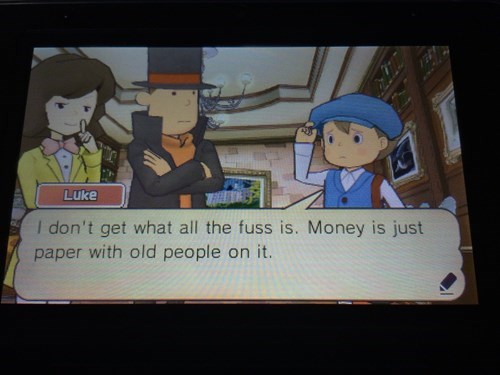 Luke
I don't get what all the fuss is. Money is just
paper with old people on it.